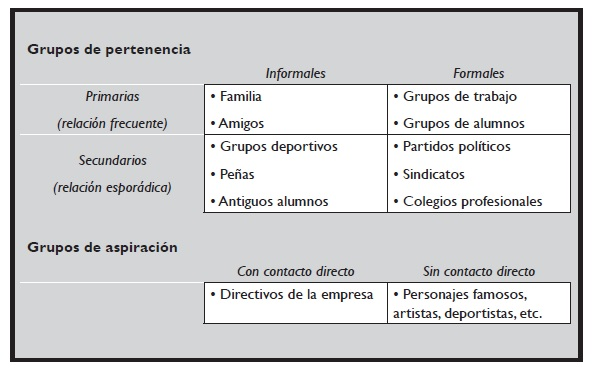 Grupos de pertenencia
Informales Formales
Primarias • Familia • Grupos de trabajo
(relación frecuente) • Amigos • Grupos de alumnos
Secundarios • Grupos deportivos • Partidos políticos
(relación esporádica) • Peñas • Sindicatos
• Antiguos alumnos • Colegios profesionales
Grupos de aspiración
Con contacto directo Sin contacto directo
• Directivos de la empresa • Personajes famosos,
artistas, deportistas, etc.